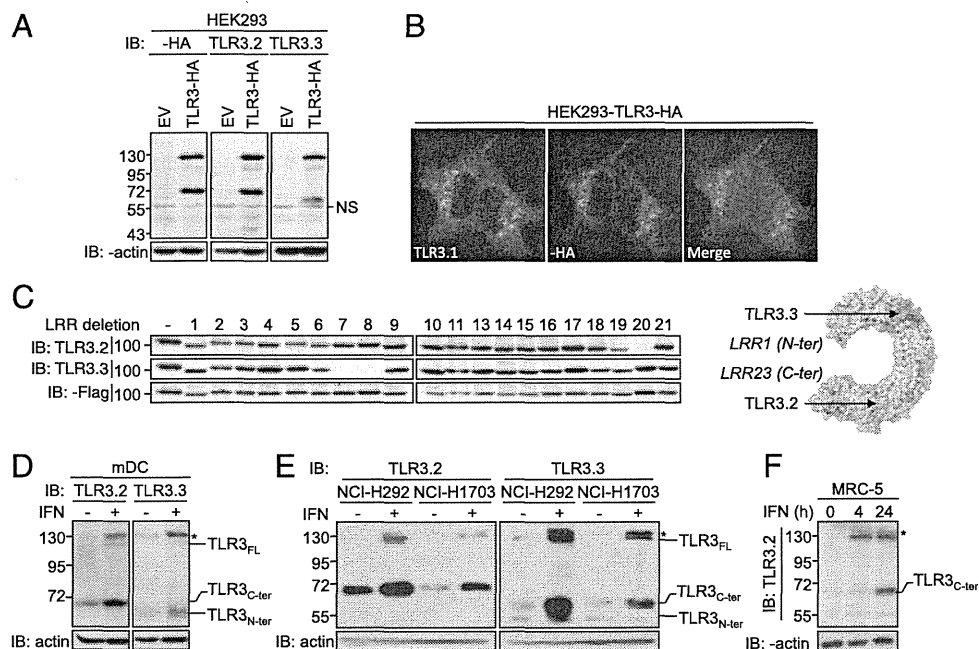 A
HEK293
IB: -HA TLR3.2 TLR3.3
EV TLR3-HA EV TLR3-HA EV TLR3-HA
130
95
72
55
43
NS
IB: -actin
B
HEK293-TLR3-HA
TLR3.1 -HA Merge
C
LRR deletion - 1 2 3 4 5 6 7 8 9 10 11 13 14 15 16 17 18 19 20 21
IB: TLR3.2 100 100
IB: TLR3.3 100 100
IB: -Flag 100 100
TLR3.3
LRR1 (N-ter)
LRR23 (C-ter)
TLR3.2
D
mDC
IB: TLR3.2 TLR3.3
IFN - + - +
130
95
72
*
TLR3FL
TLR3C-ter
TLR3N-ter
IB: actin
E
IB: TLR3.2 TLR3.3
NCI-H292 NCI-H1703 NCI-H292 NCI-H1703
IFN - + - + - + - +
130
95
72
55
*
TLR3FL
TLR3C-ter
TLR3N-ter
IB: actin
F
MRC-5
IFN (h) 0 4 24
IB: TLR3.2
130
95
72
55
*
TLR3C-ter
IB: -actin